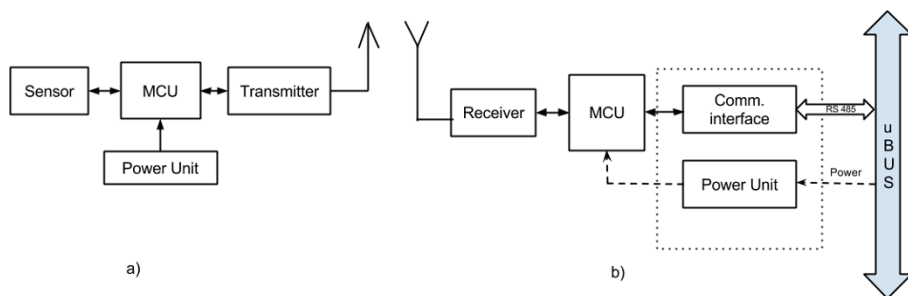 Sensor
MCU
Transmitter
Power Unit
a)
Receiver
MCU
Comm.
interface
RS 485
Power Unit
Power
u
B
U
S
b)